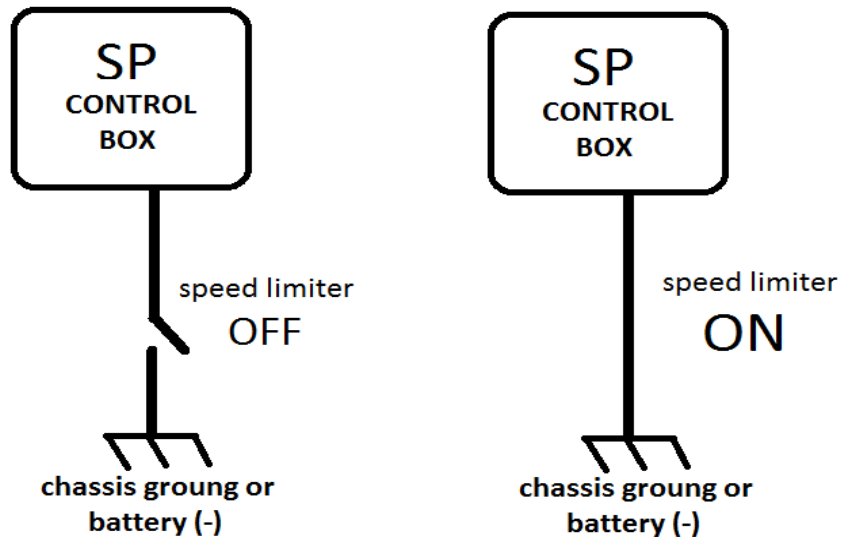 SP
CONTROL
BOX
speed limiter
OFF
chassis groung or
battery (-)
SP
CONTROL
BOX
speed limiter
ON
chassis groung or
battery (-)